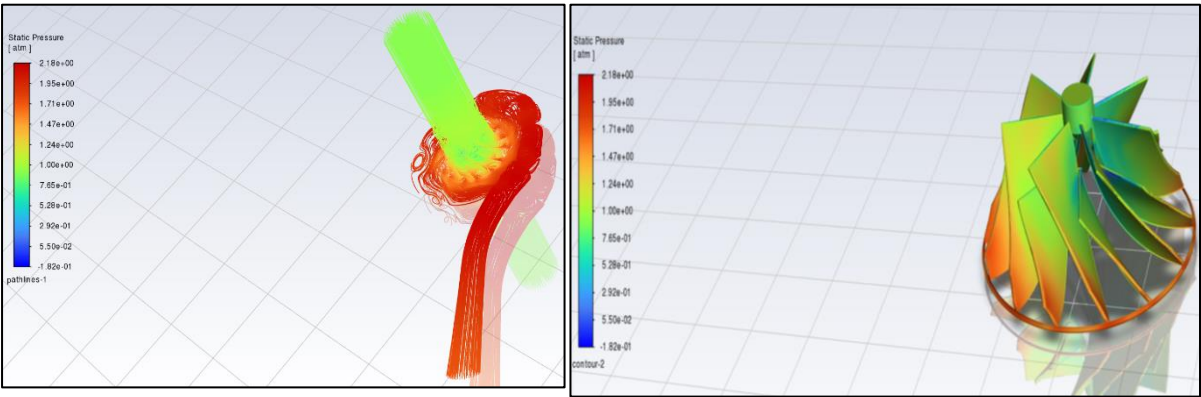 Static Pressure
[ atm ]
2.18e+00
1.95e+00
1.71e+00
1.47e+00
1.24e+00
1.00e+00
7.65e-01
5.28e-01
2.92e-01
5.50e-02
-1.82e-01
pathlines-1
Static Pressure
[ atm ]
2.18e+00
1.95e+00
1.71e+00
1.47e+00
1.24e+00
1.00e+00
7.65e-01
5.28e-01
2.92e-01
5.50e-02
-1.82e-01
contour-2